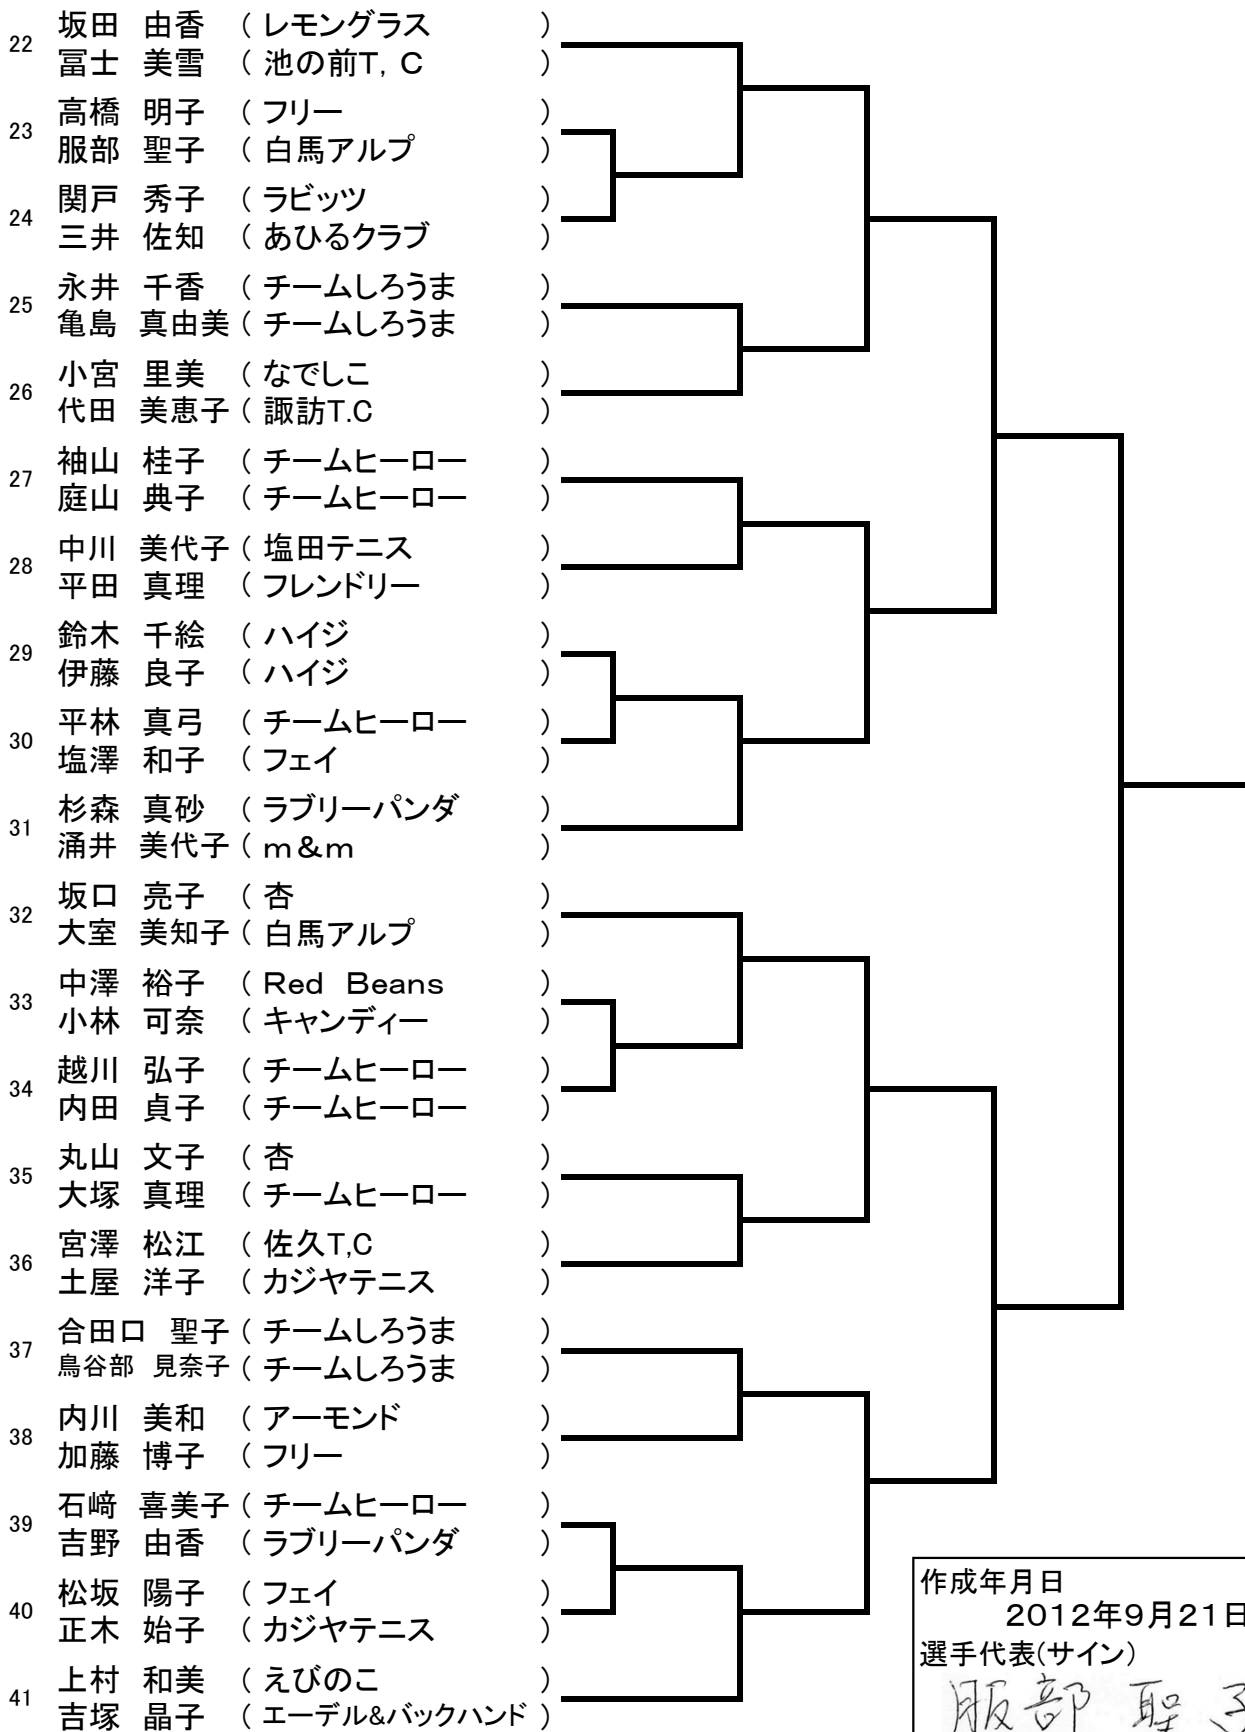 22 坂田 由香 ( レモングラス )
冨士 美雪 ( 池の前T, C )
23 高橋 明子 ( フリー )
服部 聖子 ( 白馬アルプ )
24 関戸 秀子 ( ラビッツ )
三井 佐知 ( あひるクラブ )
25 永井 千香 ( チームしろうま )
亀島 真由美 ( チームしろうま )
26 小宮 里美 ( なでしこ )
代田 美恵子 ( 諏訪T.C )
27 袖山 桂子 ( チームヒーロー )
庭山 典子 ( チームヒーロー )
28 中川 美代子 ( 塩田テニス )
平田 真理 ( フレンドリー )
29 鈴木 千絵 ( ハイジ )
伊藤 良子 ( ハイジ )
30 平林 真弓 ( チームヒーロー )
塩澤 和子 ( フェイ )
31 杉森 真砂 ( ラブリーパンダ )
涌井 美代子 ( m&m )
32 坂口 亮子 ( 杏 )
大室 美知子 ( 白馬アルプ )
33 中澤 裕子 ( Red Beans )
小林 可奈 ( キャンディー )
34 越川 弘子 ( チームヒーロー )
内田 貞子 ( チームヒーロー )
35 丸山 文子 ( 杏 )
大塚 真理 ( チームヒーロー )
36 宮澤 松江 ( 佐久T,C )
土屋 洋子 ( カジヤテニス )
37 合田口 聖子 ( チームしろうま )
鳥谷部 見奈子 ( チームしろうま )
38 内川 美和 ( アーモンド )
加藤 博子 ( フリー )
39 石﨑 喜美子 ( チームヒーロー )
吉野 由香 ( ラブリーパンダ )
40 松坂 陽子 ( フェイ )
正木 始子 ( カジヤテニス )
41 上村 和美 ( えびのこ )
吉塚 晶子 ( エーデル&バックハンド )
作成年月日
2012年9月21日
選手代表(サイン)
服部 聖子